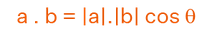 a . b = |a|.|b| cos θ